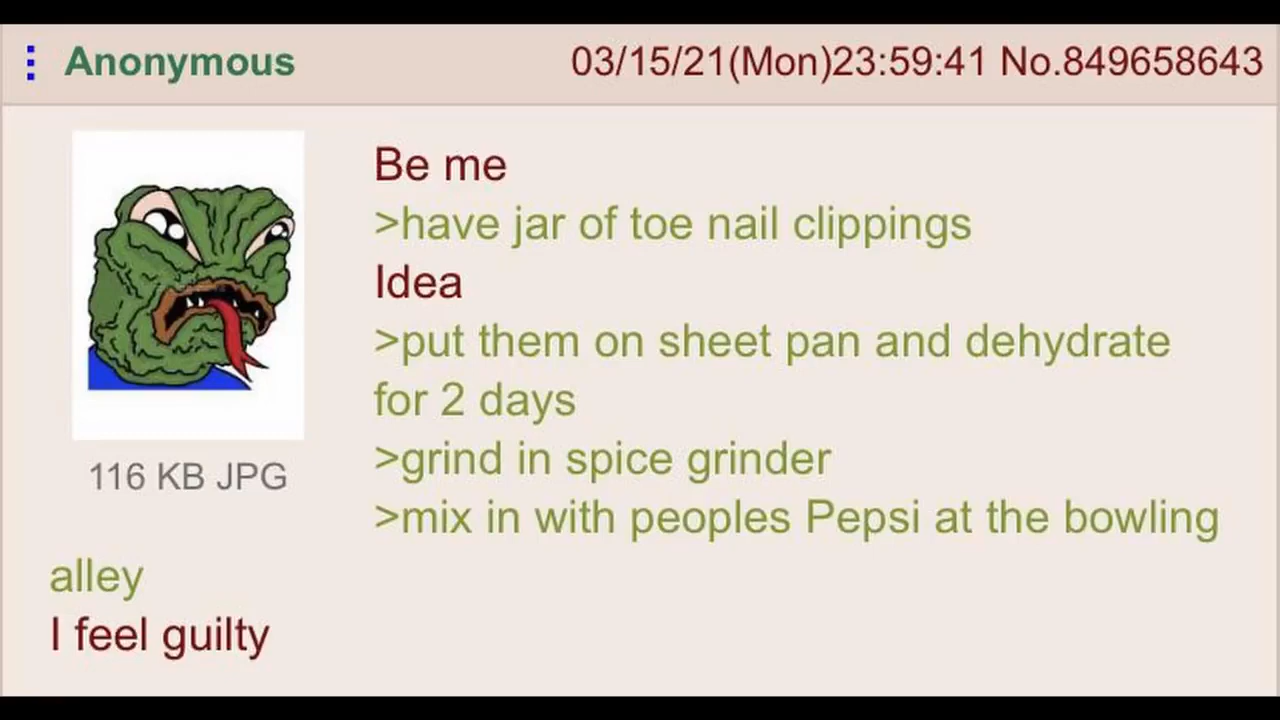 Anonymous 03/15/21(Mon)23:59:41 No.849658643
Be me
>have jar of toe nail clippings
Idea
>put them on sheet pan and dehydrate
for 2 days
>grind in spice grinder
>mix in with peoples Pepsi at the bowling
alley
I feel guilty
116 KB JPG